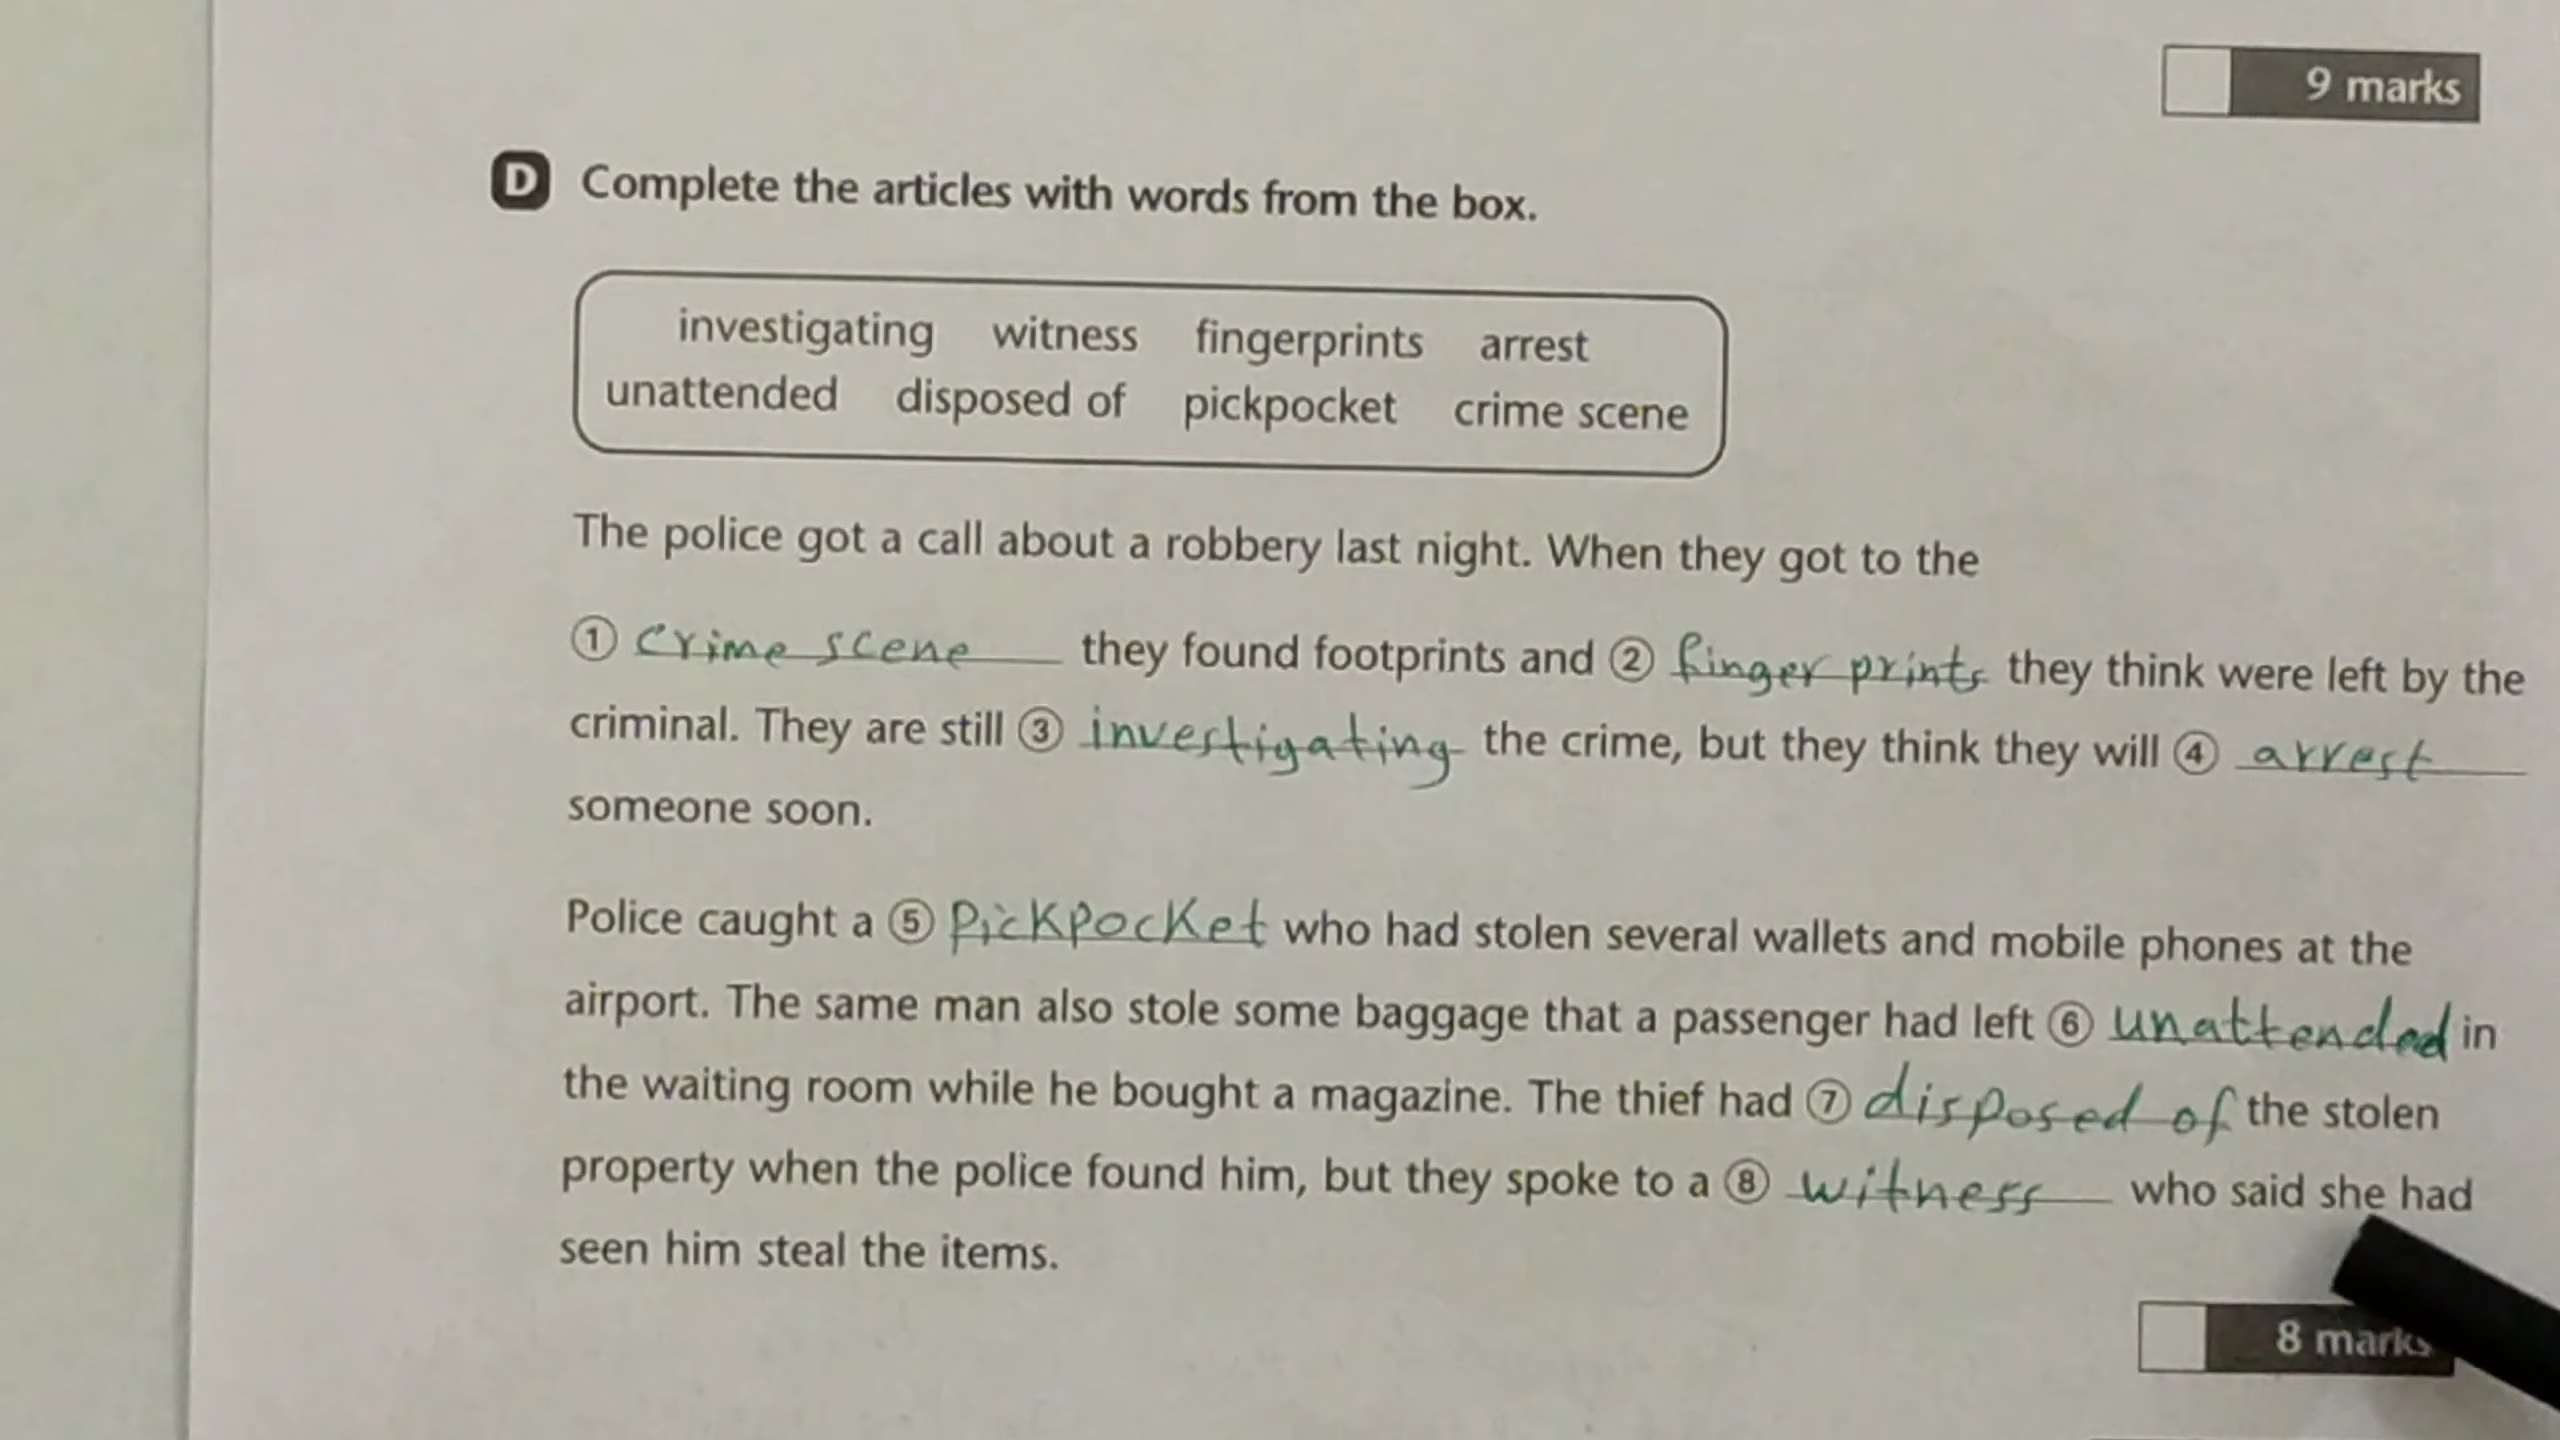 9 marks
D Complete the articles with words from the box.
investigating witness fingerprints arrest
unattended disposed of pickpocket crime scene
The police got a call about a robbery last night. When they got to the
① crime scene they found footprints and ② finger prints they think were left by the
criminal. They are still ③ investigating the crime, but they think they will ④ arrest
someone soon.
Police caught a ⑤ Pickpocket who had stolen several wallets and mobile phones at the
airport. The same man also stole some baggage that a passenger had left ⑥ unattended in
the waiting room while he bought a magazine. The thief had ⑦ disposed of the stolen
property when the police found him, but they spoke to a ⑧ witness who said she had
seen him steal the items.
8 marks